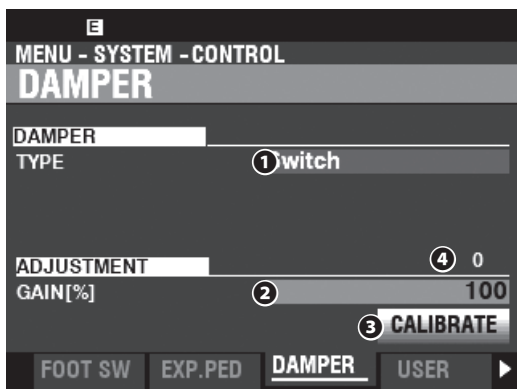 E
MENU - SYSTEM - CONTROL
DAMPER
DAMPER
TYPE 1 Switch
4 0
ADJUSTMENT
GAIN[%] 2 100
3 CALIBRATE
FOOT SW EXP.PED DAMPER USER